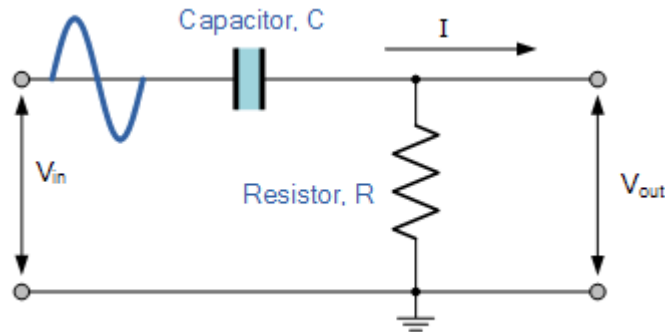 Capacitor, C
I
Vin
Resistor, R
Vout